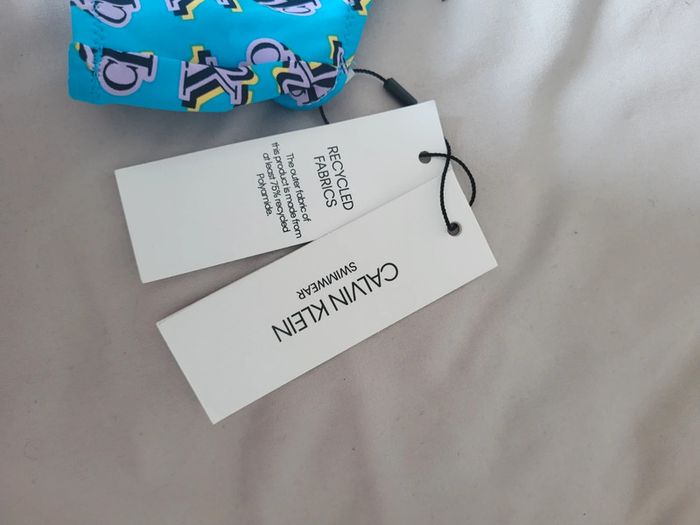 RECYCLED
FABRICS
The outer fabric of
this product is made from
at least 75% recycled
Polyamide.
CALVIN KLEIN
SWIMWEAR